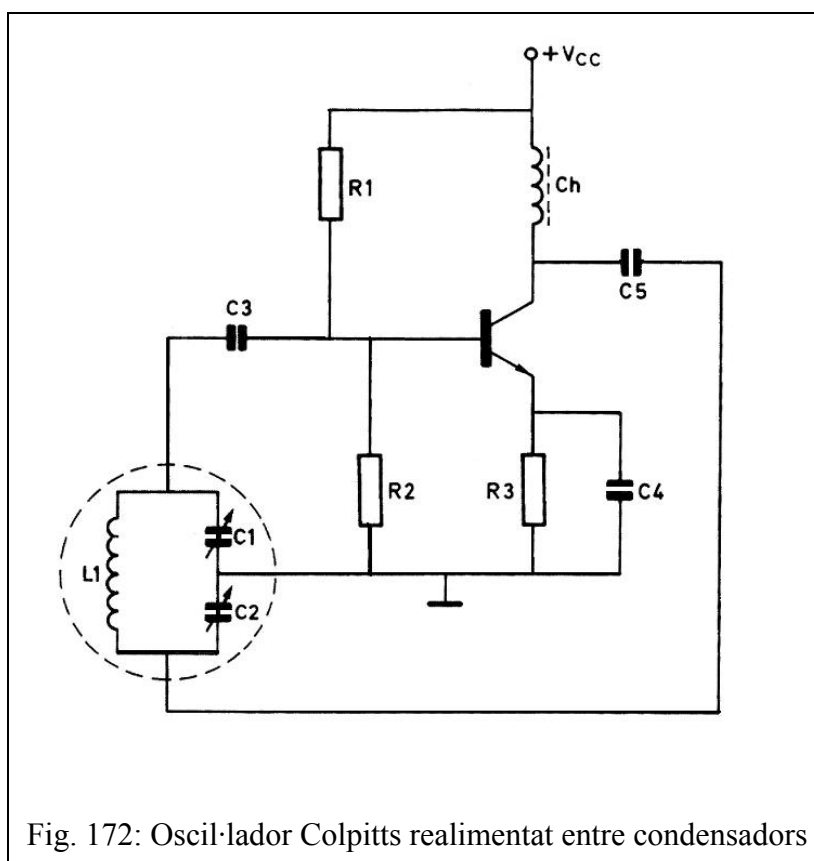 +VCC
R1
Ch
C3
C5
R2
R3
C4
L1
C1
C2
Fig. 172: Oscil·lador Colpitts realimentat entre condensadors